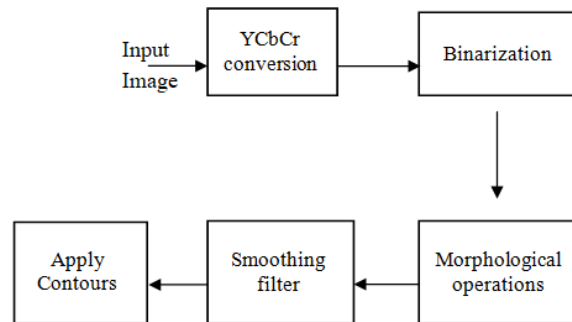 Input
Image
YCbCr
conversion
Binarization
Morphological
operations
Smoothing
filter
Apply
Contours